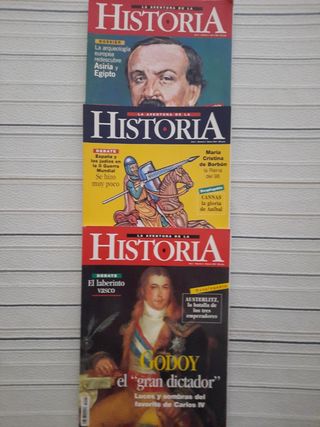 LA AVENTURA DE LA
HISTORIA
DOSSIER
La arqueología
europea
redescubre
Asiria y
Egipto
LA AVENTURA DE LA
HISTORIA
DEBATE
España y
los judíos en la
II Guerra
Mundial
Se hizo
muy poco
María
Cristina
de Borbón
la Reina
del 98
CANNAS
la gloria
de Aníbal
LA AVENTURA DE LA
HISTORIA
DEBATE
El laberinto
vasco
AUSTERLITZ,
la batalla de
los tres
emperadores
GODOY
el "gran dictador"
Luces y sombras del
favorito de Carlos IV